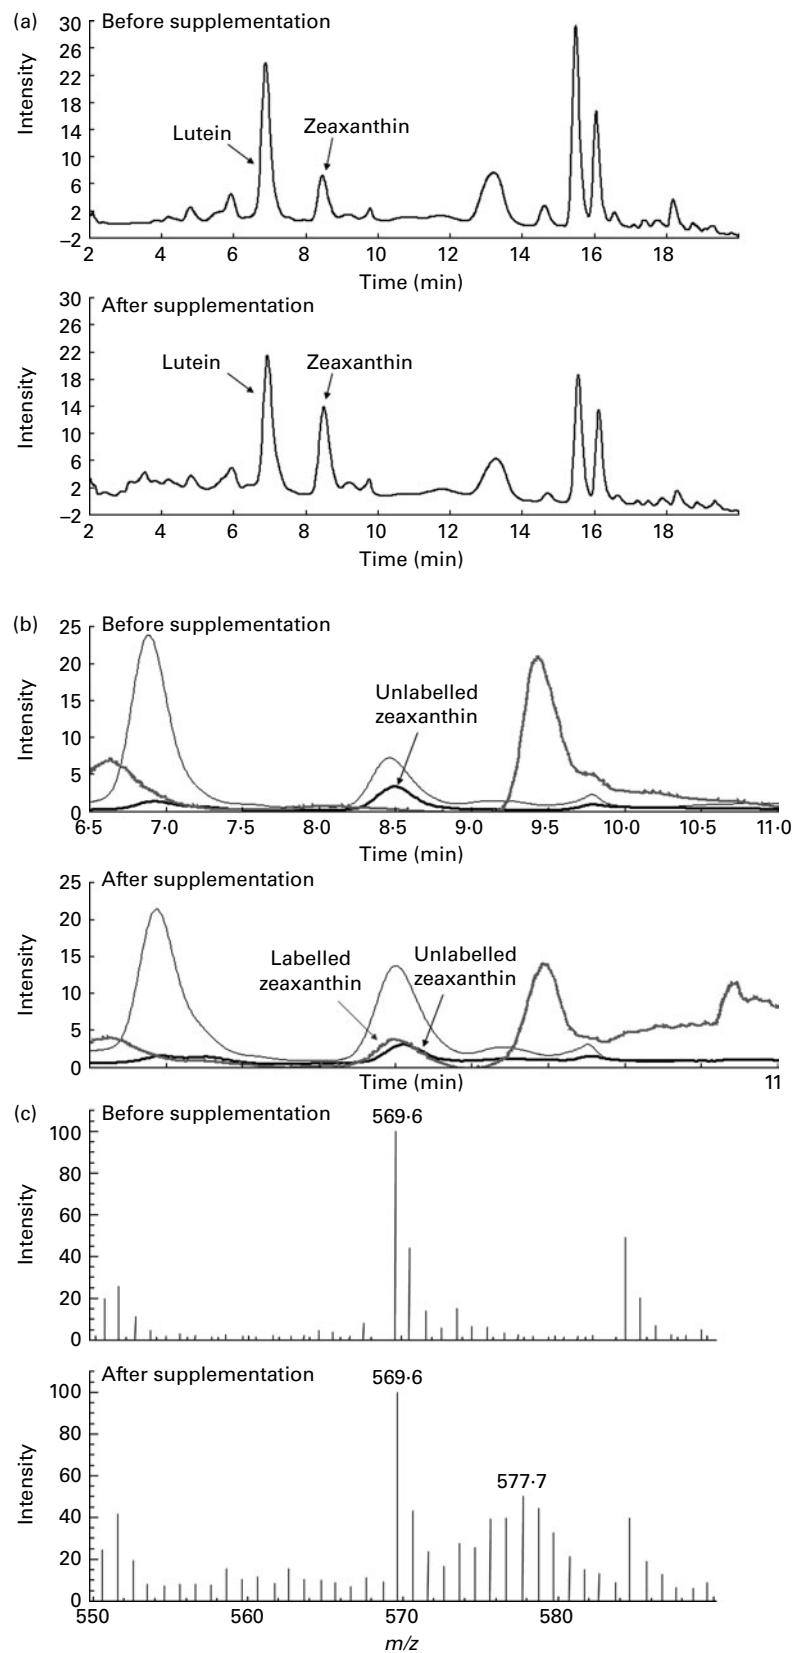 (a)
Before supplementation
30
26
22
18
14
10
6
2
–2
Intensity
Lutein
Zeaxanthin
2 4 6 8 10 12 14 16 18
Time (min)
After supplementation
30
26
22
18
14
10
6
2
–2
Intensity
Lutein
Zeaxanthin
2 4 6 8 10 12 14 16 18
Time (min)
(b)
Before supplementation
25
20
15
10
5
0
Intensity
Unlabelled
zeaxanthin
6·5 7·0 7·5 8·0 8·5 9·0 9·5 10·0 10·5 11·0
Time (min)
After supplementation
25
20
15
10
5
0
Intensity
Labelled
zeaxanthin
Unlabelled
zeaxanthin
Time (min)
11
(c)
Before supplementation
569·6
100
80
60
40
20
0
Intensity
After supplementation
569·6
577·7
100
80
60
40
20
0
Intensity
550 560 570 580
m/z